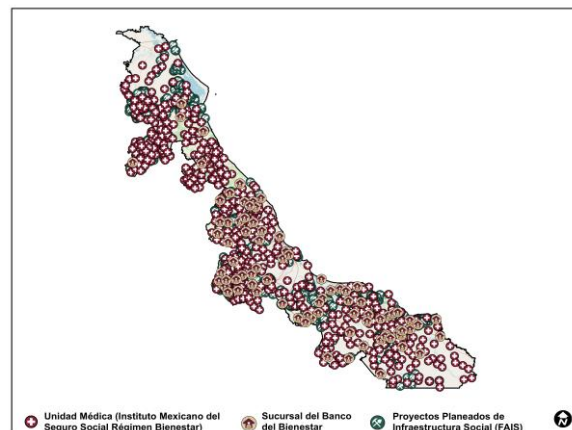 Unidad Médica (Instituto Mexicano del
Seguro Social Régimen Bienestar)
Sucursal del Banco
del Bienestar
Proyectos Planeados de
Infraestructura Social (FAIS)
N